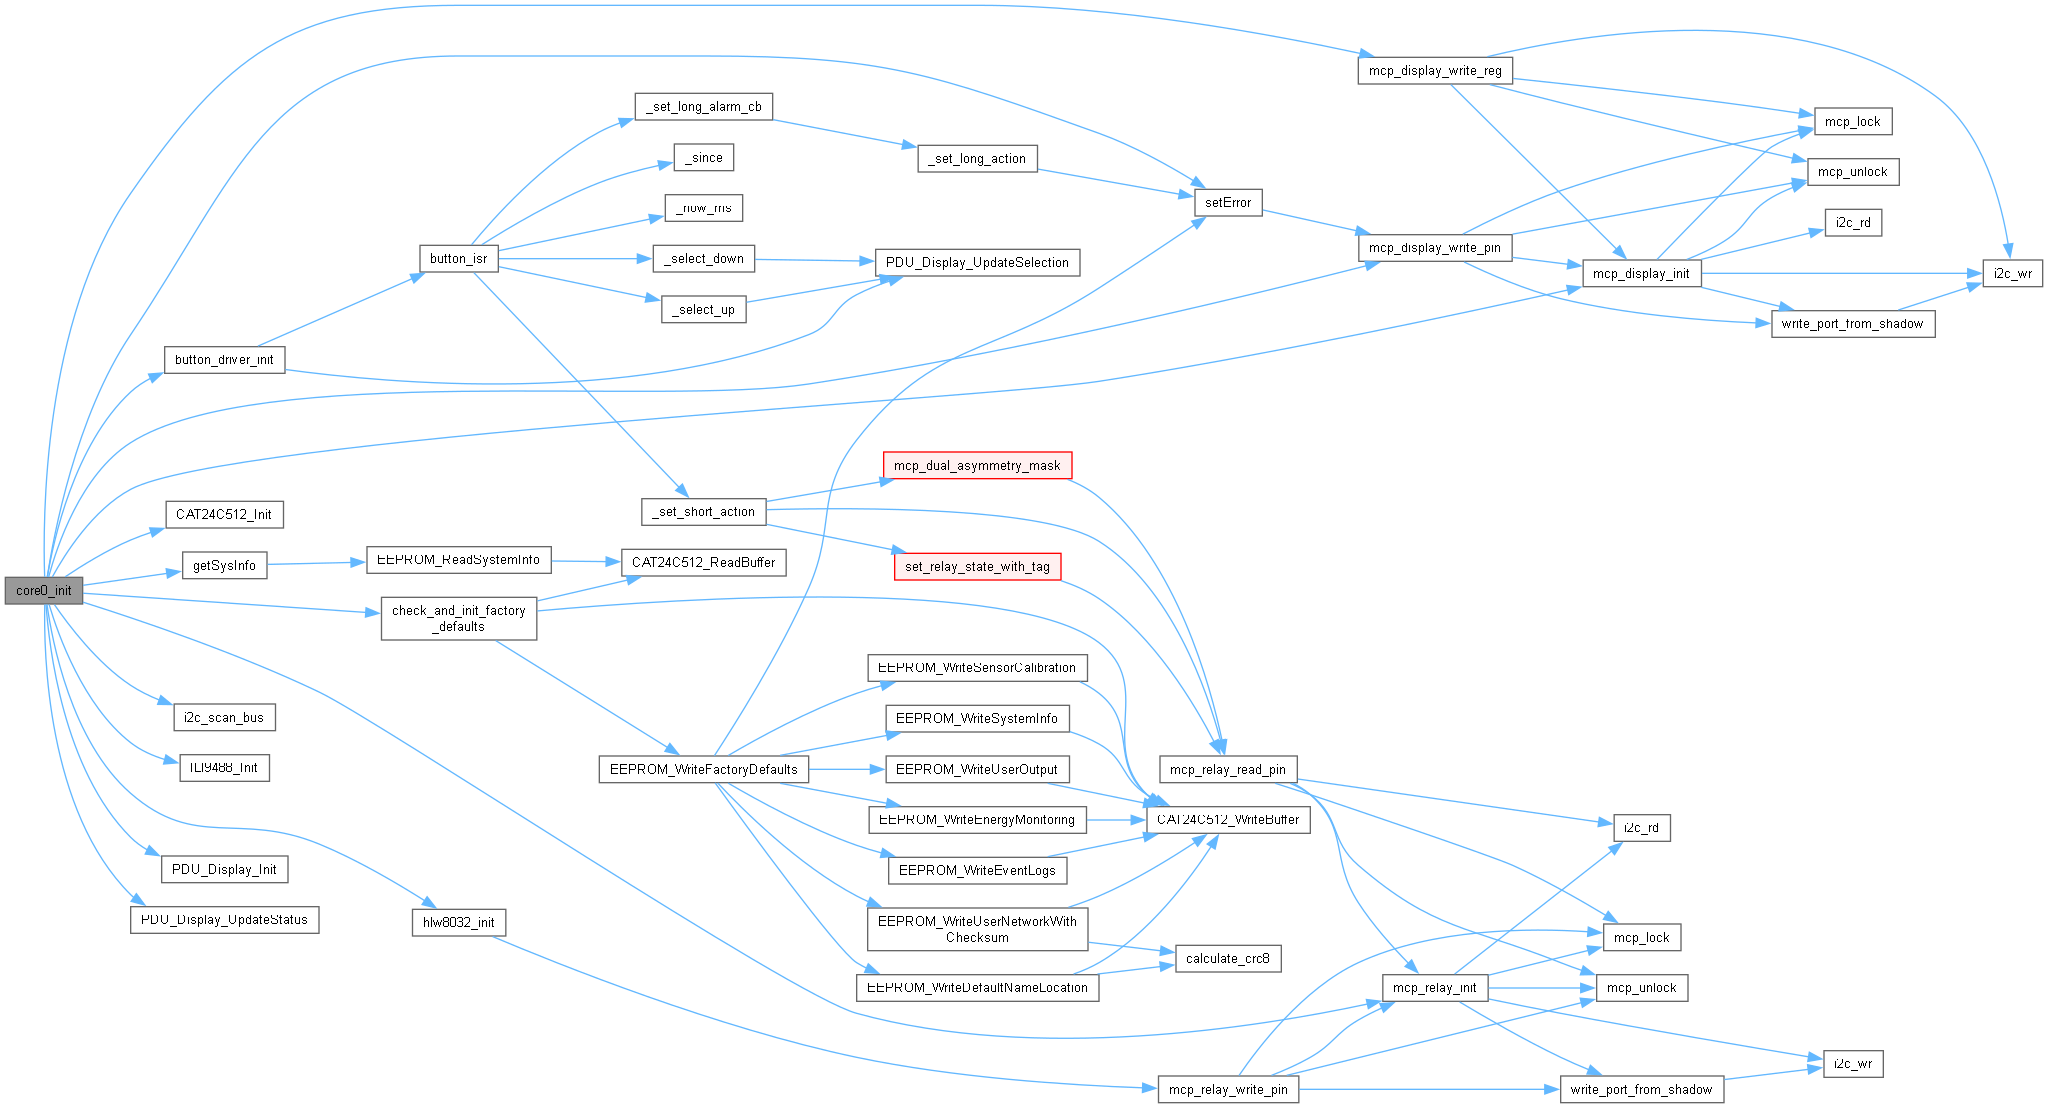 mcp_display_write_reg
_set_long_alarm_cb
mcp_lock
_since
_set_long_action
mcp_unlock
_now_ms
setError
i2c_rd
button_isr
_select_down
PDU_Display_UpdateSelection
mcp_display_write_pin
mcp_display_init
i2c_wr
_select_up
write_port_from_shadow
button_driver_init
mcp_dual_asymmetry_mask
CAT24C512_Init
_set_short_action
getSysInfo
EEPROM_ReadSystemInfo
CAT24C512_ReadBuffer
set_relay_state_with_tag
core0_init
check_and_init_factory
_defaults
EEPROM_WriteSensorCalibration
i2c_scan_bus
EEPROM_WriteSystemInfo
ILI9488_Init
EEPROM_WriteFactoryDefaults
EEPROM_WriteUserOutput
mcp_relay_read_pin
EEPROM_WriteEnergyMonitoring
CAT24C512_WriteBuffer
i2c_rd
PDU_Display_Init
EEPROM_WriteEventLogs
PDU_Display_UpdateStatus
hlw8032_init
EEPROM_WriteUserNetworkWith
Checksum
mcp_lock
calculate_crc8
EEPROM_WriteDefaultNameLocation
mcp_relay_init
mcp_unlock
i2c_wr
mcp_relay_write_pin
write_port_from_shadow